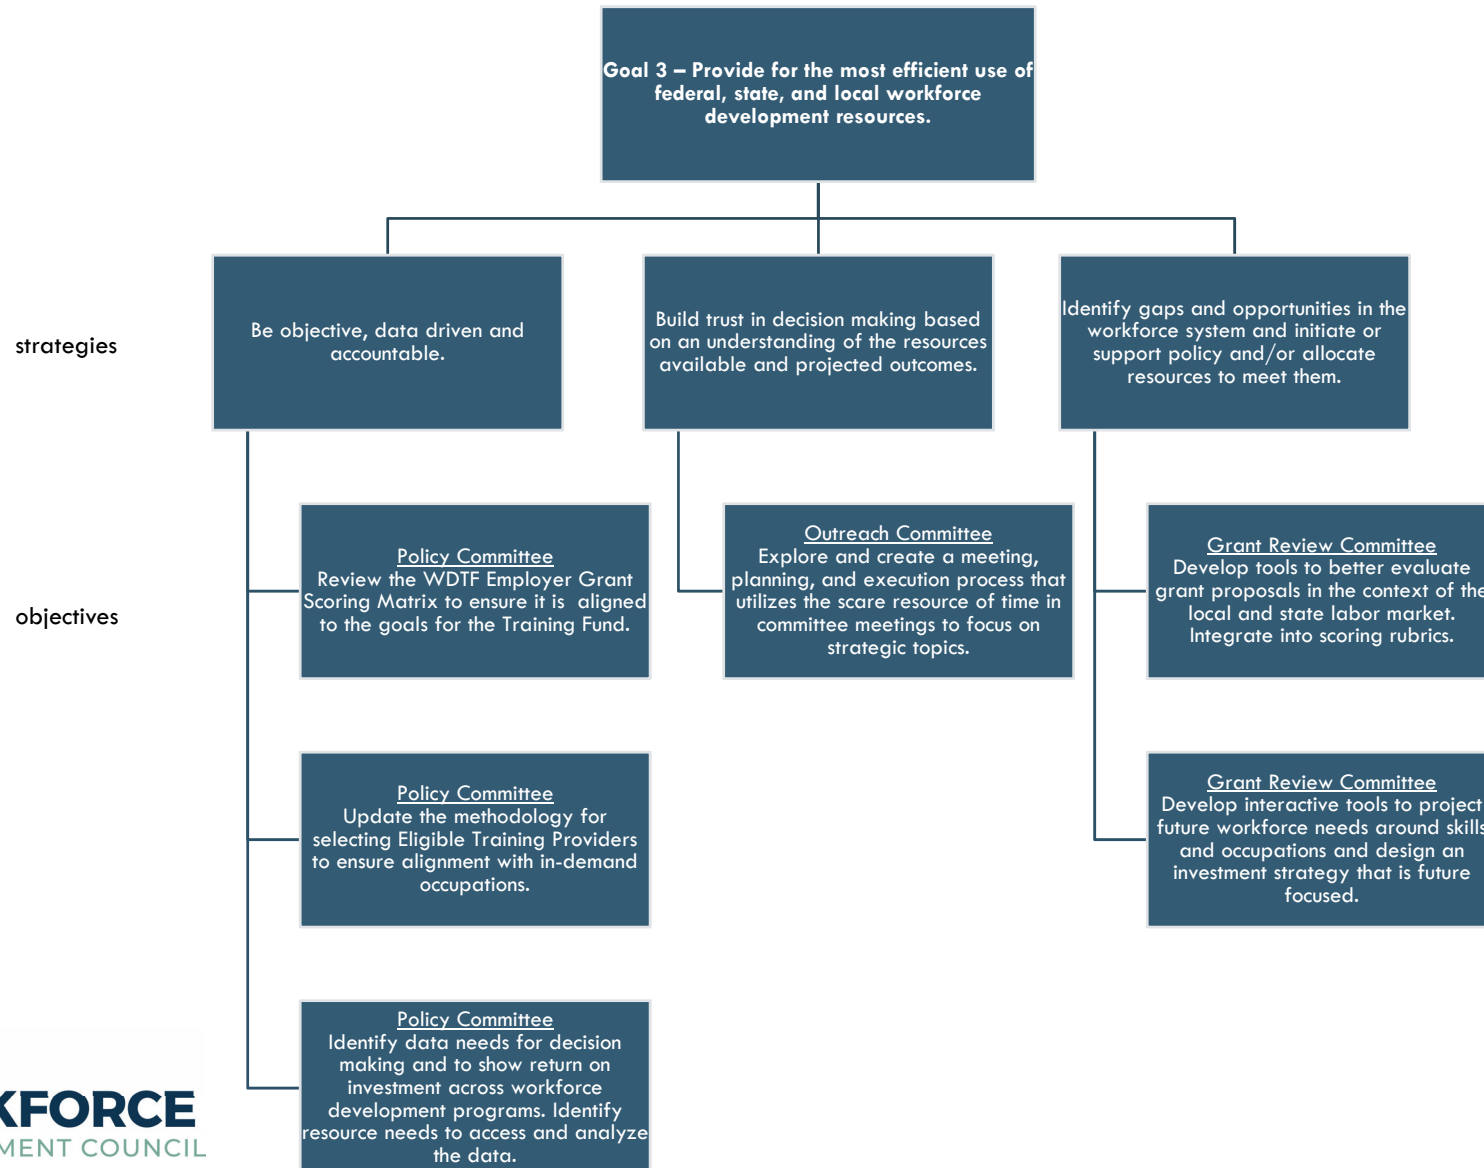 Goal 3 – Provide for the most efficient use of
federal, state, and local workforce
development resources.
strategies
Be objective, data driven and
accountable.
Build trust in decision making based
on an understanding of the resources
available and projected outcomes.
Identify gaps and opportunities in the
workforce system and initiate or
support policy and/or allocate
resources to meet them.
objectives
Policy Committee
Review the WDTF Employer Grant
Scoring Matrix to ensure it is aligned
to the goals for the Training Fund.
Outreach Committee
Explore and create a meeting,
planning, and execution process that
utilizes the scare resource of time in
committee meetings to focus on
strategic topics.
Grant Review Committee
Develop tools to better evaluate
grant proposals in the context of the
local and state labor market.
Integrate into scoring rubrics.
Policy Committee
Update the methodology for
selecting Eligible Training Providers
to ensure alignment with in-demand
occupations.
Grant Review Committee
Develop interactive tools to project
future workforce needs around skills
and occupations and design an
investment strategy that is future
focused.
Policy Committee
Identify data needs for decision
making and to show return on
investment across workforce
development programs. Identify
resource needs to access and analyze
the data.
KFORCE
MENT COUNCIL